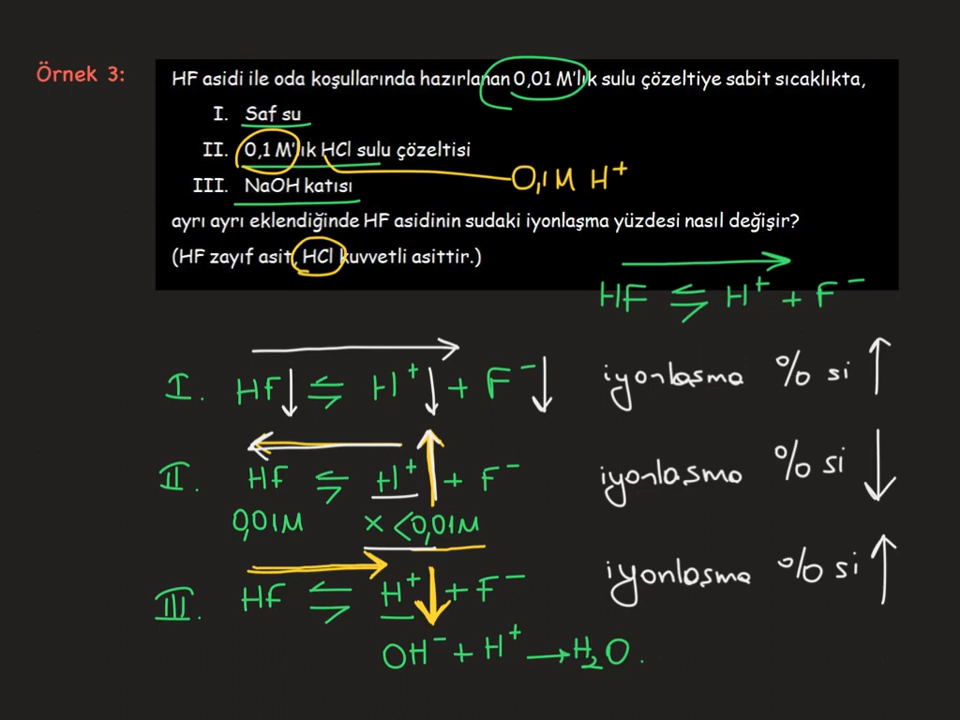 Örnek 3:
HF asidi ile oda koşullarında hazırlanan 0,01 M'lık sulu çözeltiye sabit sıcaklıkta,
I. Saf su
II. 0,1 M'lık HCl sulu çözeltisi
III. NaOH katısı
0,1M H⁺
ayrı ayrı eklendiğinde HF asidinin sudaki iyonlaşma yüzdesi nasıl değişir?
(HF zayıf asit, HCl kuvvetli asittir.)
HF ⇌ H⁺ + F⁻
I. HF↓ ⇌ H⁺↓ + F⁻↓ iyonlaşma % si ↑
II. HF ⇌ H⁺↑ + F⁻ iyonlaşma % si ↓
0,01M x < 0,01M
III. HF ⇌ H⁺↓ + F⁻ iyonlaşma % si ↑
OH⁻ + H⁺ → H₂O.